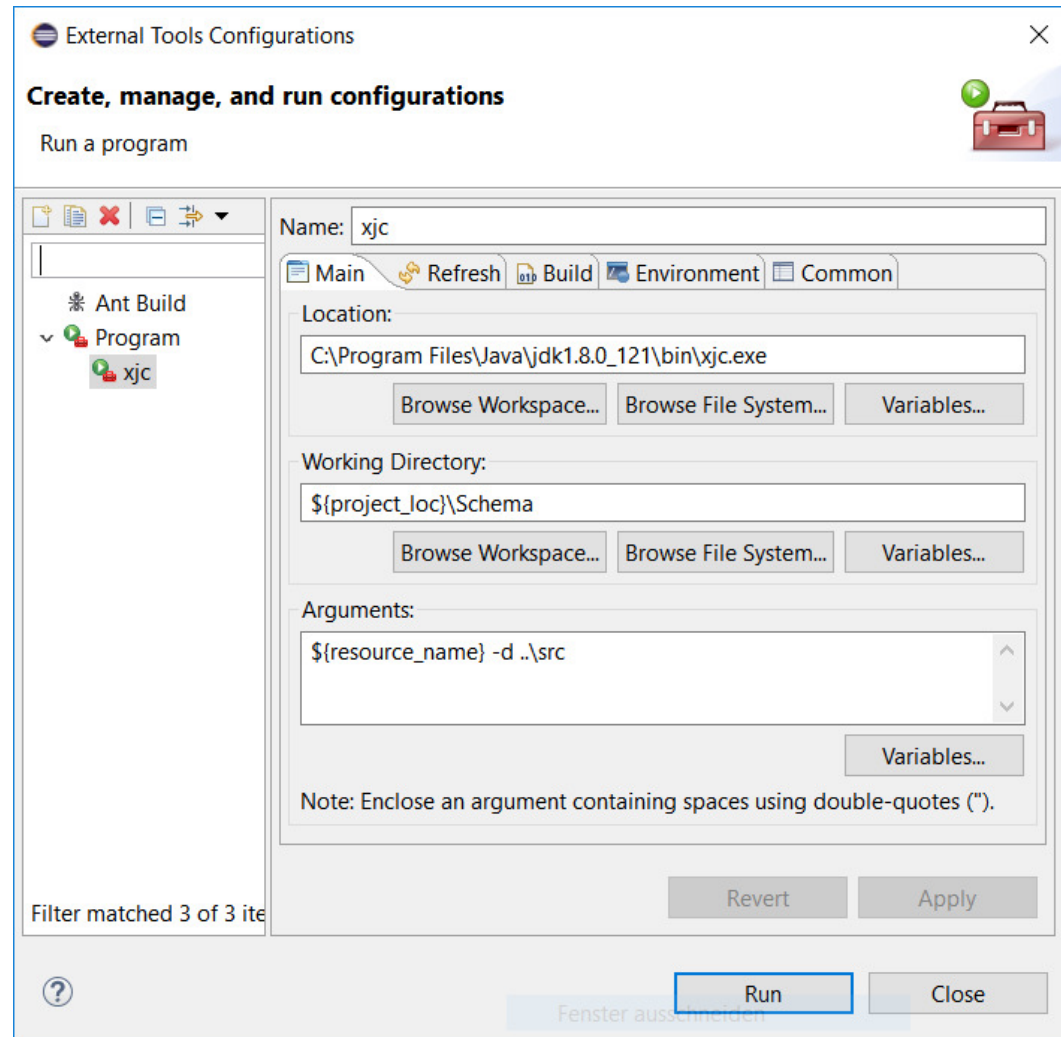 External Tools Configurations
Create, manage, and run configurations
Run a program
Name: xjc
Main Refresh Build Environment Common
Ant Build
Program
xjc
Location:
C:\Program Files\Java\jdk1.8.0_121\bin\xjc.exe
Browse Workspace... Browse File System... Variables...
Working Directory:
${project_loc}\Schema
Browse Workspace... Browse File System... Variables...
Arguments:
${resource_name} -d ..\src
Variables...
Note: Enclose an argument containing spaces using double-quotes (").
Revert Apply
Filter matched 3 of 3 ite
Run Close
Fenster ausschneiden